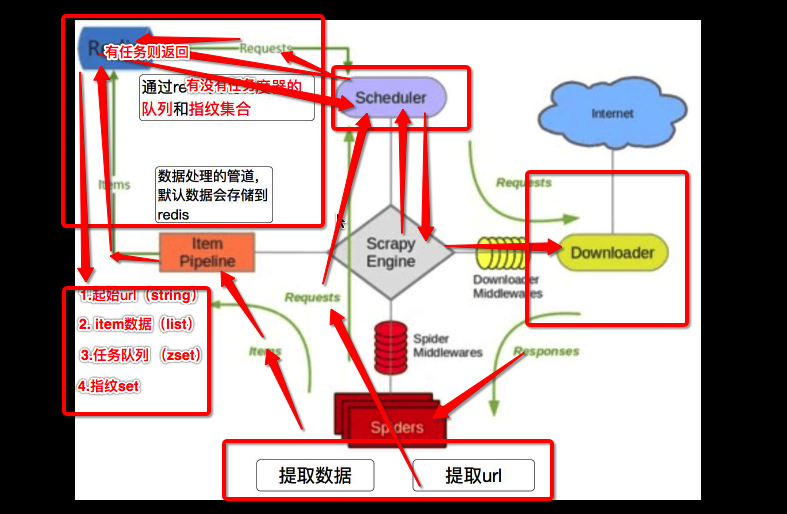 有任务则返回
Requests
通过re有没有任务度器的
队列和指纹集合
Scheduler
Internet
数据处理的管道,
默认数据会存储到
redis
Items
Requests
Item
Pipeline
Scrapy
Engine
Downloader
Downloader
Middlewares
1.起始url（string）
2. item数据（list）
3.任务队列 （zset）
4.指纹set
Requests
Spider
Middlewares
Items
Responses
Spiders
提取数据
提取url